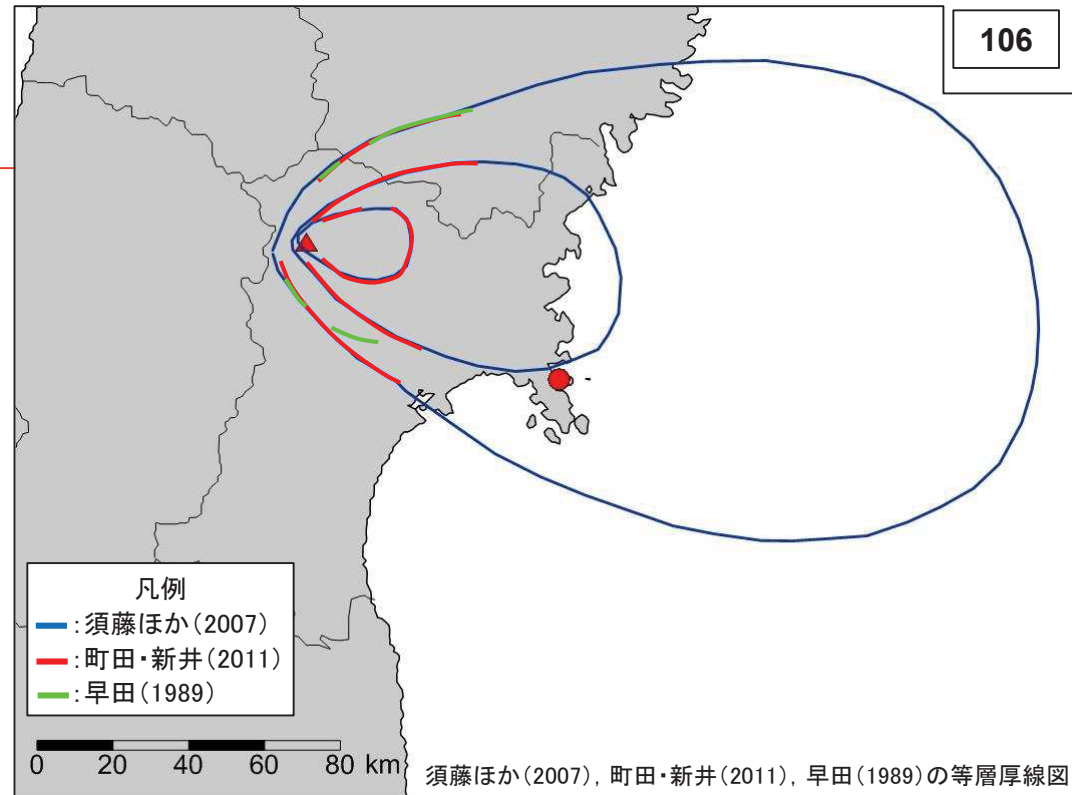 106
凡例
:須藤ほか(2007)
:町田・新井(2011)
:早田(1989)
0 20 40 60 80 km
須藤ほか(2007), 町田・新井(2011), 早田(1989)の等層厚線図